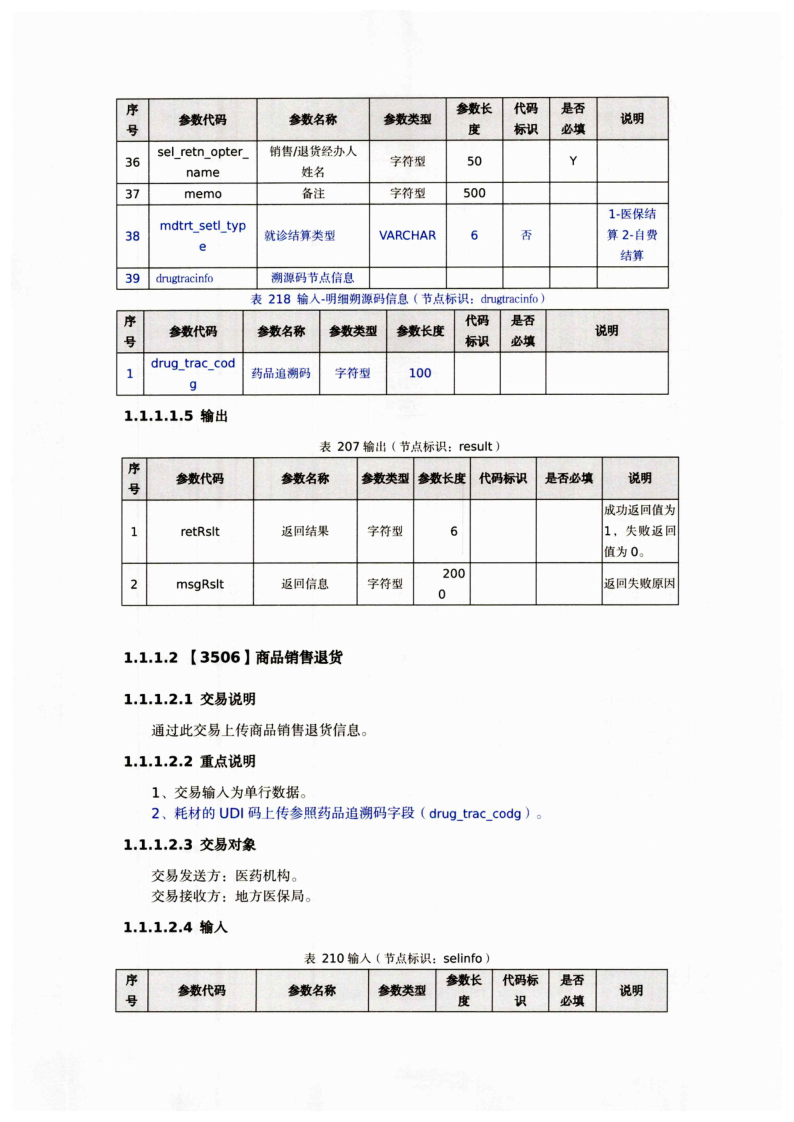 序号 参数代码 参数名称 参数类型 参数长度 代码标识 是否必填 说明
36 sel_retn_opter_name 销售/退货经办人姓名 字符型 50 Y
37 memo 备注 字符型 500
38 mdtrt_setl_type 就诊结算类型 VARCHAR 6 否 1-医保结算 2-自费结算
39 drugtracinfo 溯源码节点信息
表 218 输入-明细朔源码信息（节点标识：drugtracinfo）
序号 参数代码 参数名称 参数类型 参数长度 代码标识 是否必填 说明
1 drug_trac_codg 药品追溯码 字符型 100
1.1.1.1.5 输出
表 207 输出（节点标识：result）
序号 参数代码 参数名称 参数类型 参数长度 代码标识 是否必填 说明
1 retRslt 返回结果 字符型 6 成功返回值为1，失败返回值为 0。
2 msgRslt 返回信息 字符型 2000 返回失败原因
1.1.1.2 【3506】商品销售退货
1.1.1.2.1 交易说明
通过此交易上传商品销售退货信息。
1.1.1.2.2 重点说明
1、交易输入为单行数据。
2、耗材的 UDI 码上传参照药品追溯码字段（drug_trac_codg）。
1.1.1.2.3 交易对象
交易发送方：医药机构。
交易接收方：地方医保局。
1.1.1.2.4 输入
表 210 输入（节点标识：selinfo）
序号 参数代码 参数名称 参数类型 参数长度 代码标识 是否必填 说明